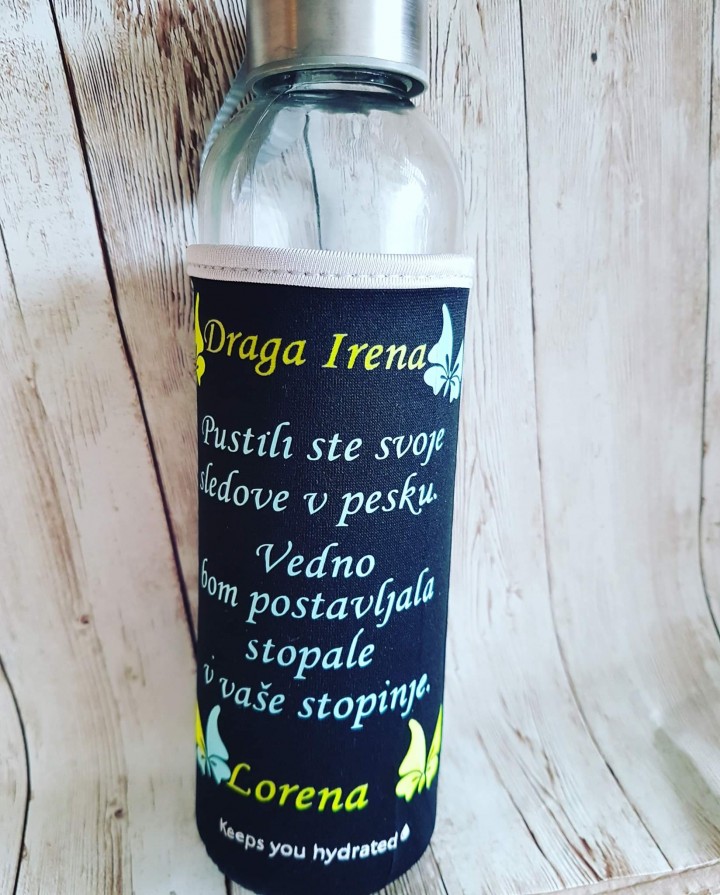 Draga Irena
Pustili ste svoje
sledove v pesku.
Vedno
bom postavljala
stopale
v vaše stopinje.
Lorena
Keeps you hydrated